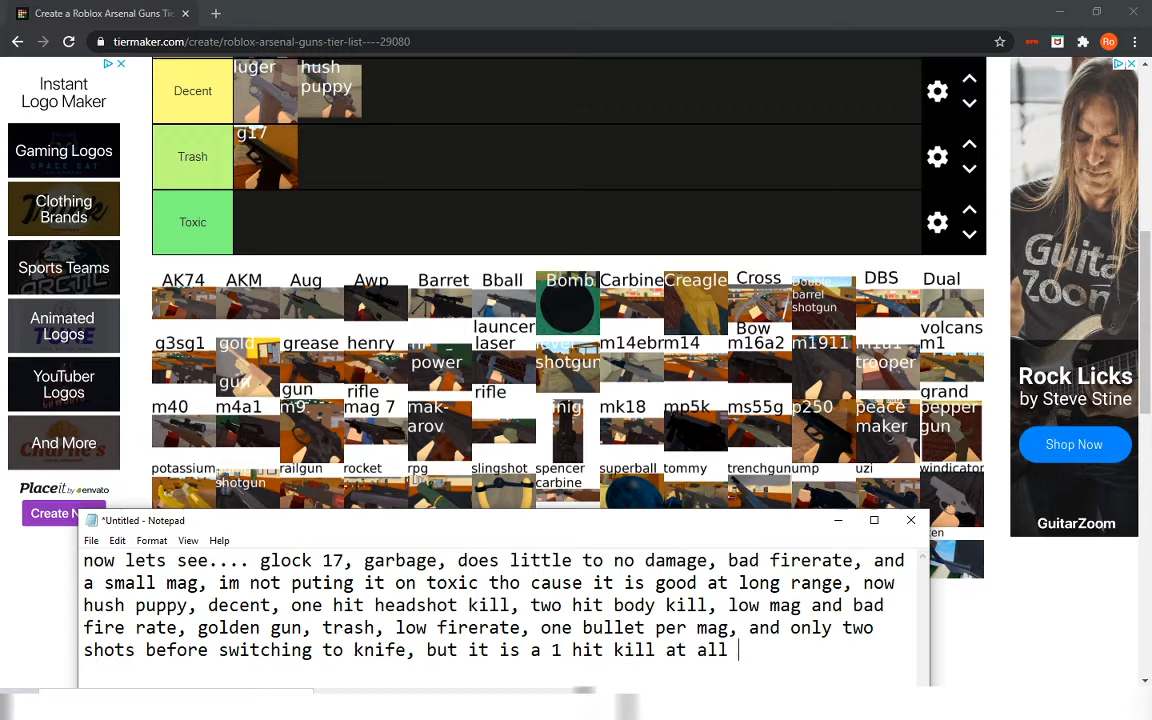 Create a Roblox Arsenal Guns Tie
tiermaker.com/create/roblox-arsenal-guns-tier-list----29080
Ro
Instant
Logo Maker
Gaming Logos
Clothing
Brands
Sports Teams
Animated
Logos
YouTuber
Logos
And More
Placeit by envato
Create N
Decent
luger
hush
puppy
Trash
g17
Toxic
AK74 AKM Aug Awp Barret Bball Bomb Carbine Creagle Cross DBS Dual
launcer
barrel
shotgun
Bow
volcans
g3sg1 gold grease henry laser m14ebr m14 m16a2 m1911 m1
gun
power
shotgun
trooper
gun rifle rifle grand
m40 m4a1 m9 mag 7 mak- mk18 mp5k ms55g p250 peace pepper
arov
maker gun
potassium railgun rocket rpg slingshot spencer superball tommy trenchgun ump uzi windicator
shotgun
carbine
Rock Licks
by Steve Stine
Shop Now
GuitarZoom
*Untitled - Notepad
File Edit Format View Help
now lets see.... glock 17, garbage, does little to no damage, bad firerate, and
a small mag, im not puting it on toxic tho cause it is good at long range, now
hush puppy, decent, one hit headshot kill, two hit body kill, low mag and bad
fire rate, golden gun, trash, low firerate, one bullet per mag, and only two
shots before switching to knife, but it is a 1 hit kill at all